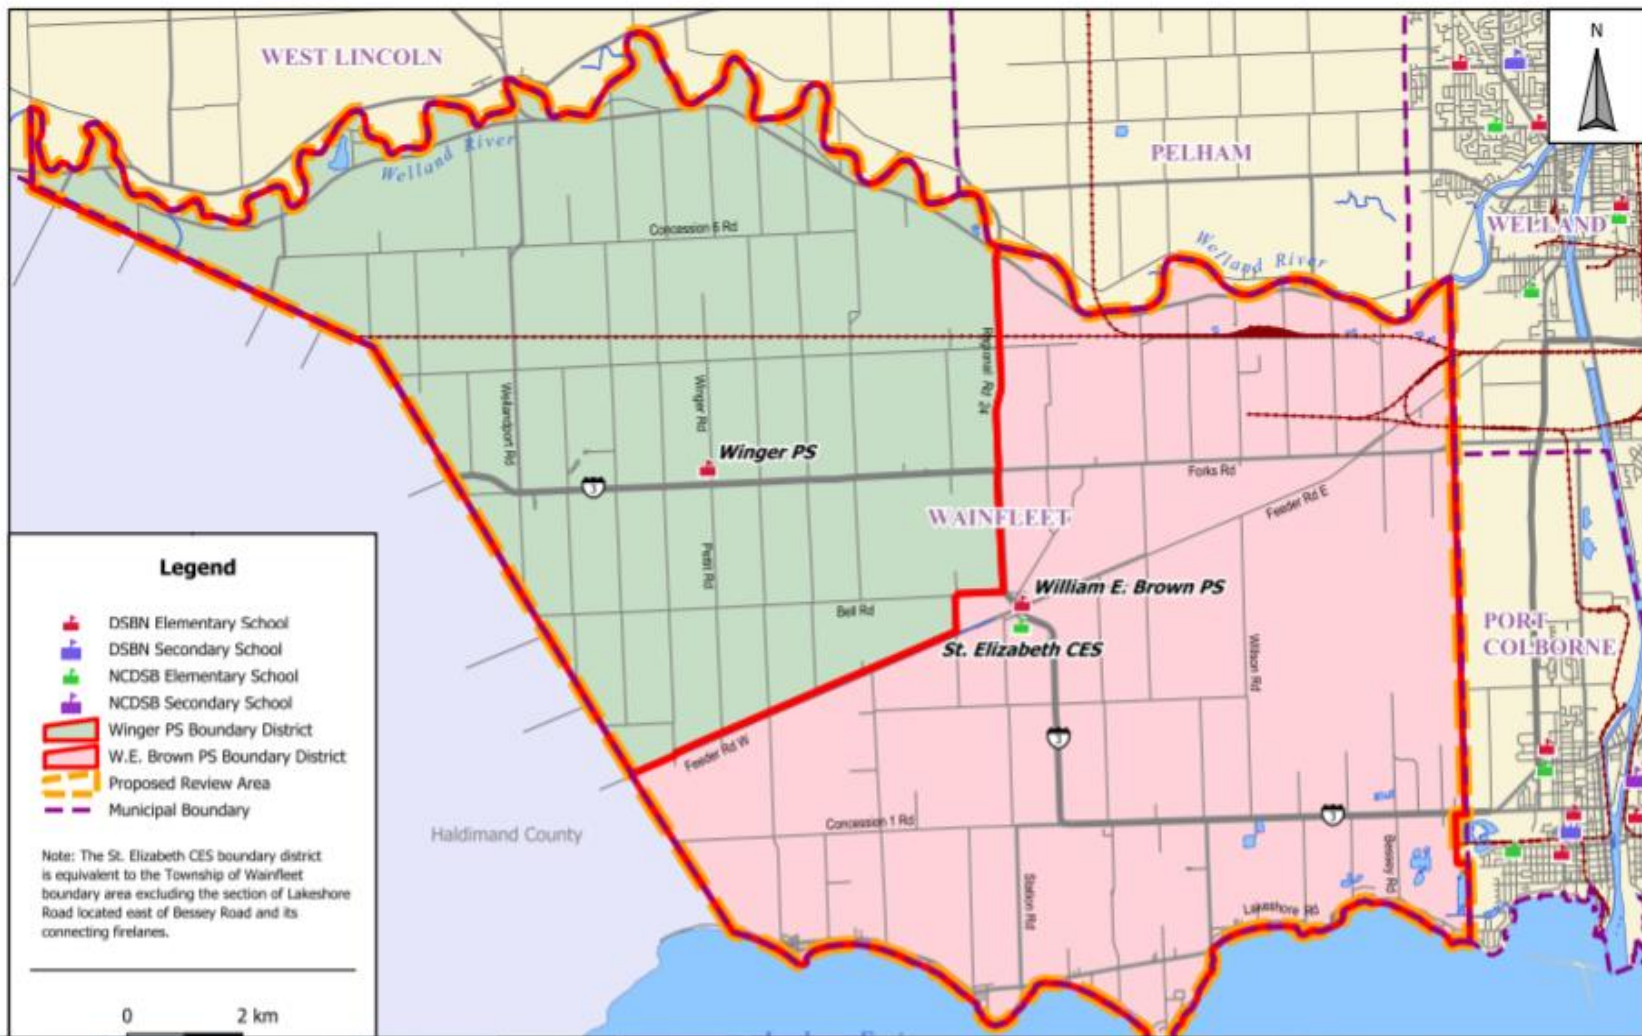 WEST LINCOLN
N
PELHAM
WELLAND
Welland River
Welland River
Concession 6 Rd
Regional Rd 24
Wellandport Rd
Winger Rd
Winger PS
3
Forks Rd
Feeder Rd E
WAINFLEET
Pettit Rd
William E. Brown PS
Bell Rd
St. Elizabeth CES
PORT
COLBORNE
Willson Rd
Feeder Rd W
3
3
Haldimand County
Concession 1 Rd
Bessey Rd
Station Rd
Lakeshore Rd
Legend
DSBN Elementary School
DSBN Secondary School
NCDSB Elementary School
NCDSB Secondary School
Winger PS Boundary District
W.E. Brown PS Boundary District
Proposed Review Area
Municipal Boundary
Note: The St. Elizabeth CES boundary district
is equivalent to the Township of Wainfleet
boundary area excluding the section of Lakeshore
Road located east of Bessey Road and its
connecting firelanes.
0 2 km